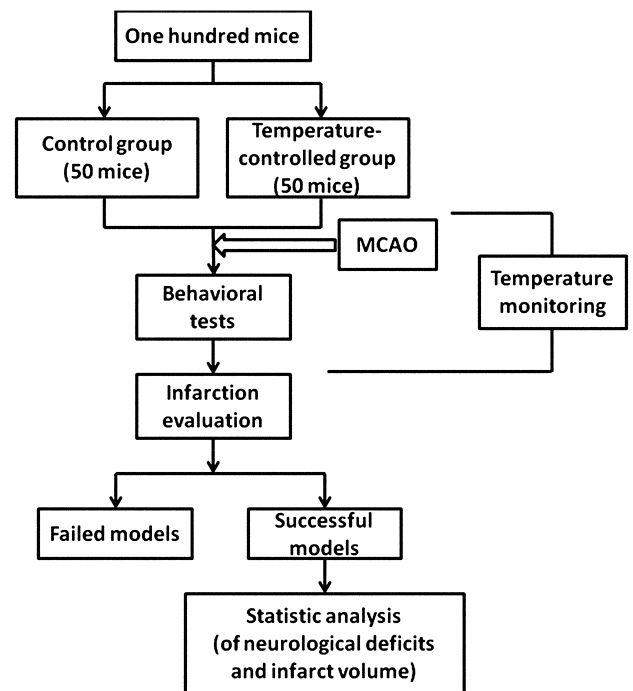 One hundred mice
Control group
(50 mice)
Temperature-
controlled group
(50 mice)
MCAO
Temperature
monitoring
Behavioral
tests
Infarction
evaluation
Failed models
Successful
models
Statistic analysis
(of neurological deficits
and infarct volume)